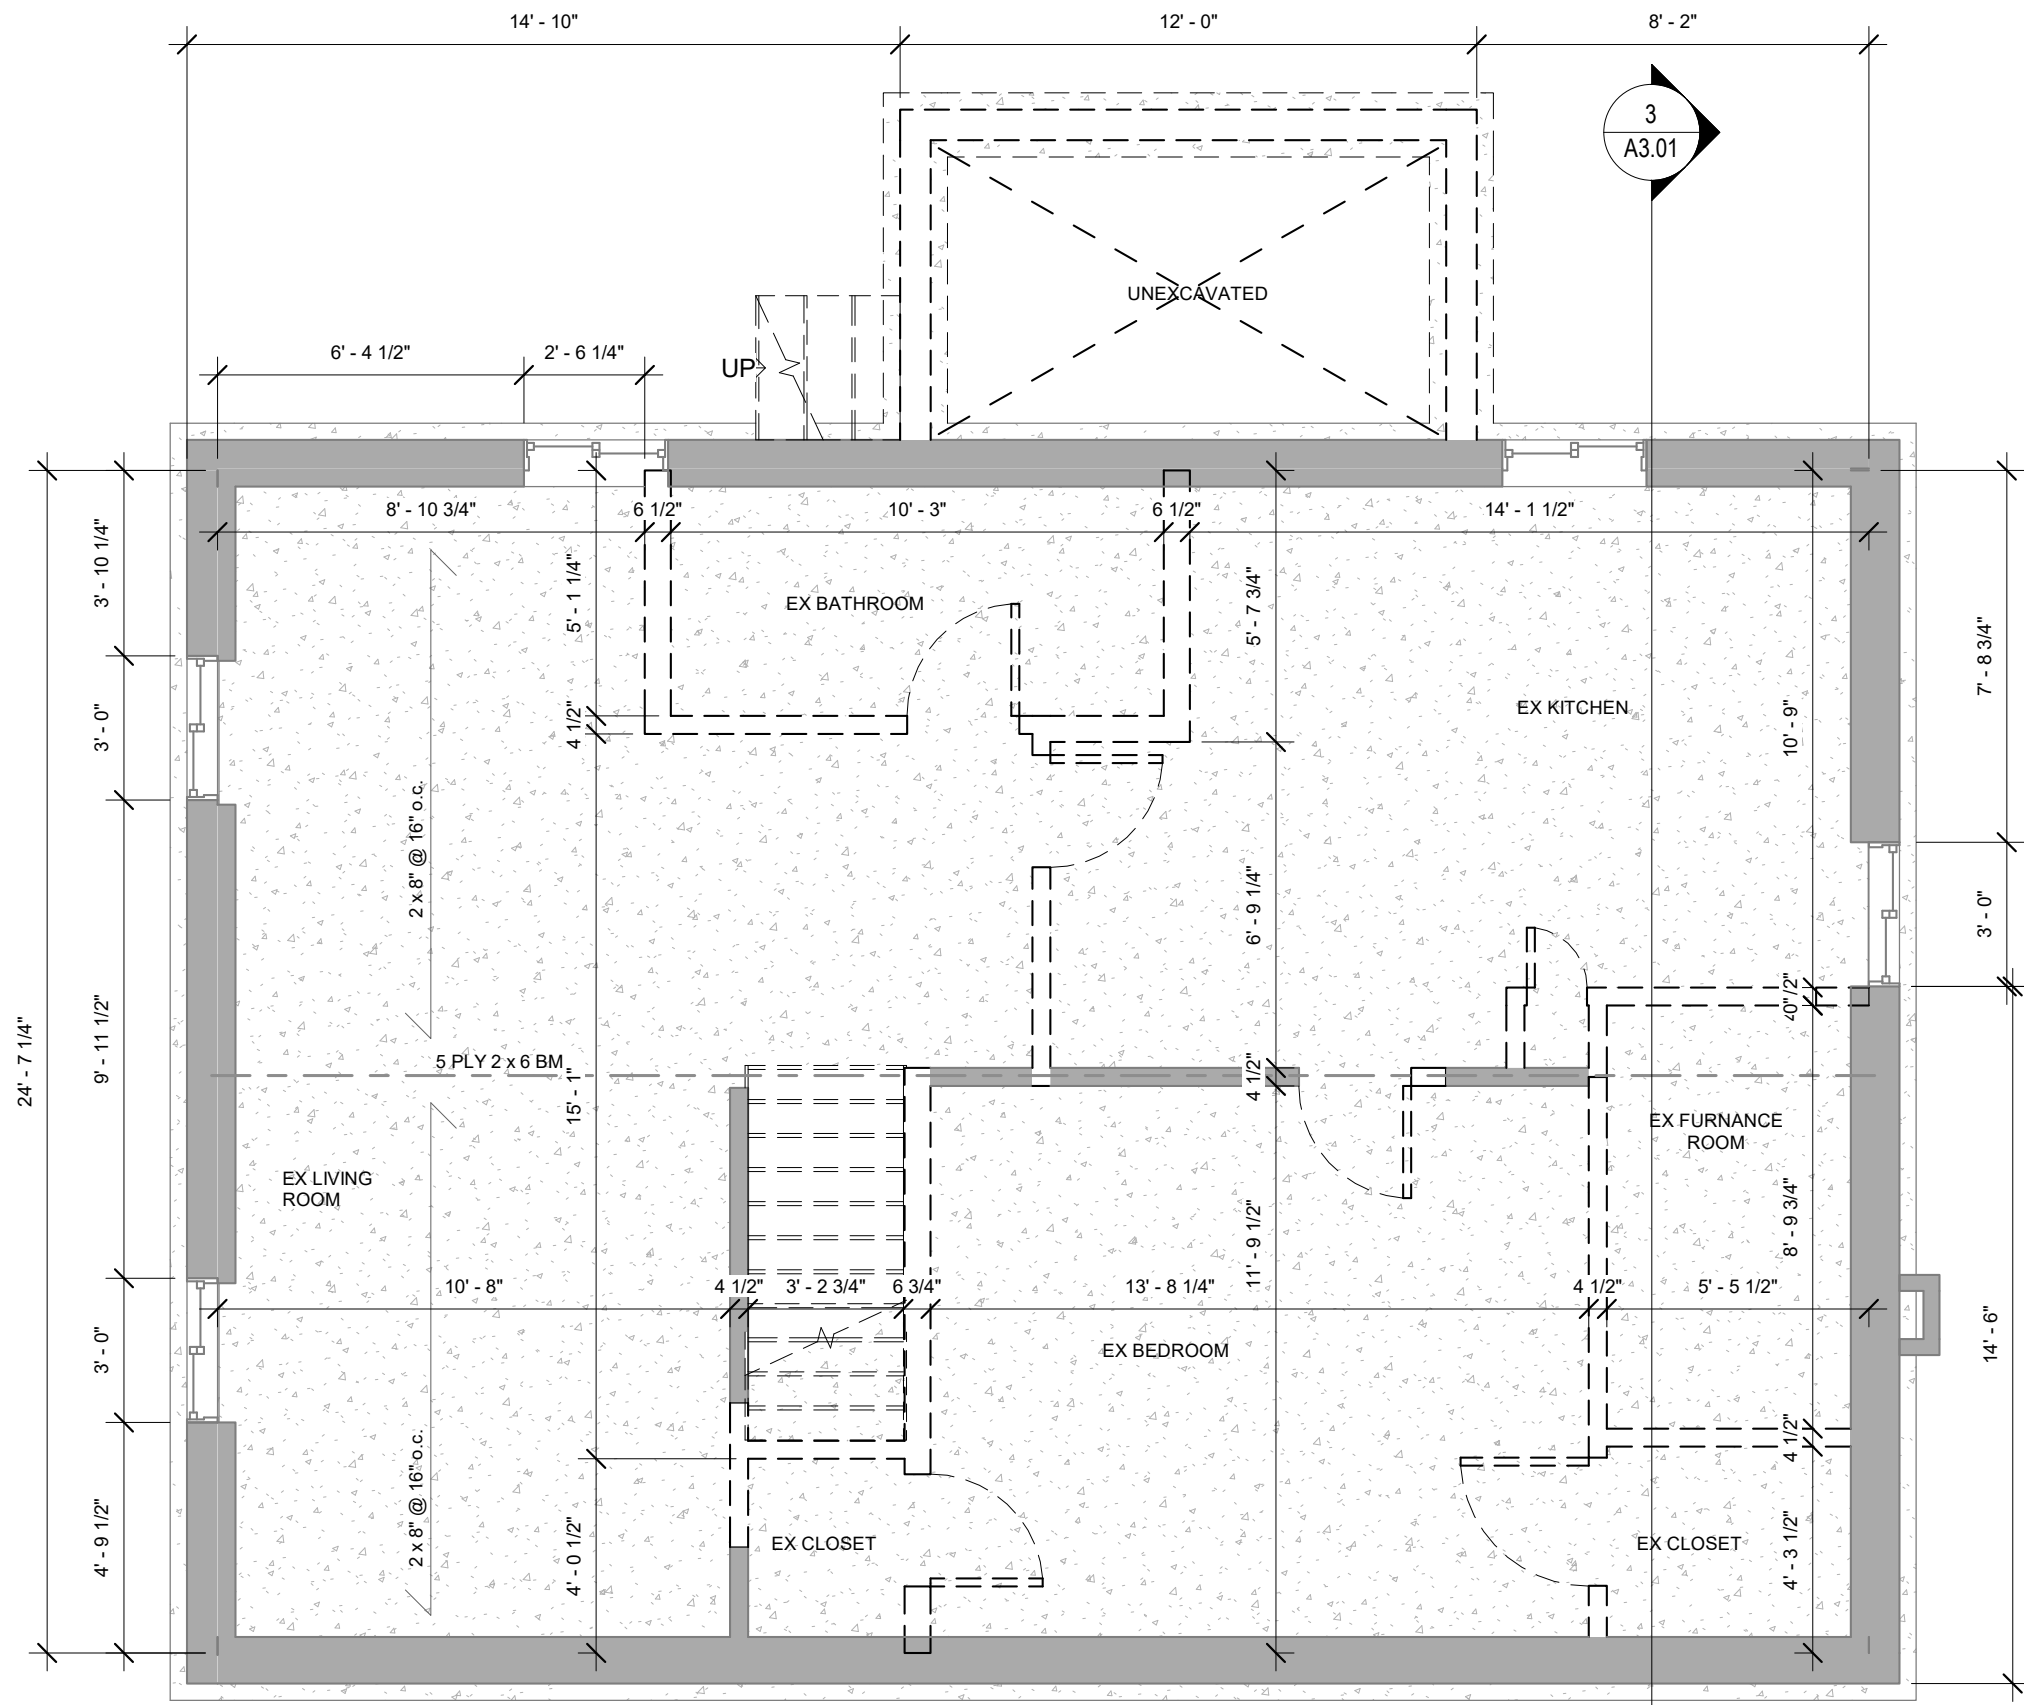 14' - 10"
12' - 0"
8' - 2"
3
A3.01
UNEXCAVATED
6' - 4 1/2"
2' - 6 1/4"
UP
8' - 10 3/4"
6 1/2"
10' - 3"
6 1/2"
14' - 1 1/2"
3' - 10 1/4"
5' - 1 1/4"
EX BATHROOM
5' - 7 3/4"
7' - 8 3/4"
3' - 0"
4 1/2"
EX KITCHEN
10' - 9"
2 x 8" @ 16" o.c.
6' - 9 1/4"
3' - 0"
24' - 7 1/4"
9' - 11 1/2"
5 PLY 2 x 6 BM
15' - 1"
4 1/2"
EX FURNANCE
ROOM
EX LIVING
ROOM
11' - 9 1/2"
8' - 9 3/4"
10' - 8"
4 1/2"
3' - 2 3/4"
6 3/4"
13' - 8 1/4"
4 1/2"
5' - 5 1/2"
3' - 0"
EX BEDROOM
14' - 6"
4 1/2"
2 x 8" @ 16" o.c.
4' - 9 1/2"
4' - 0 1/2"
EX CLOSET
EX CLOSET
4' - 3 1/2"